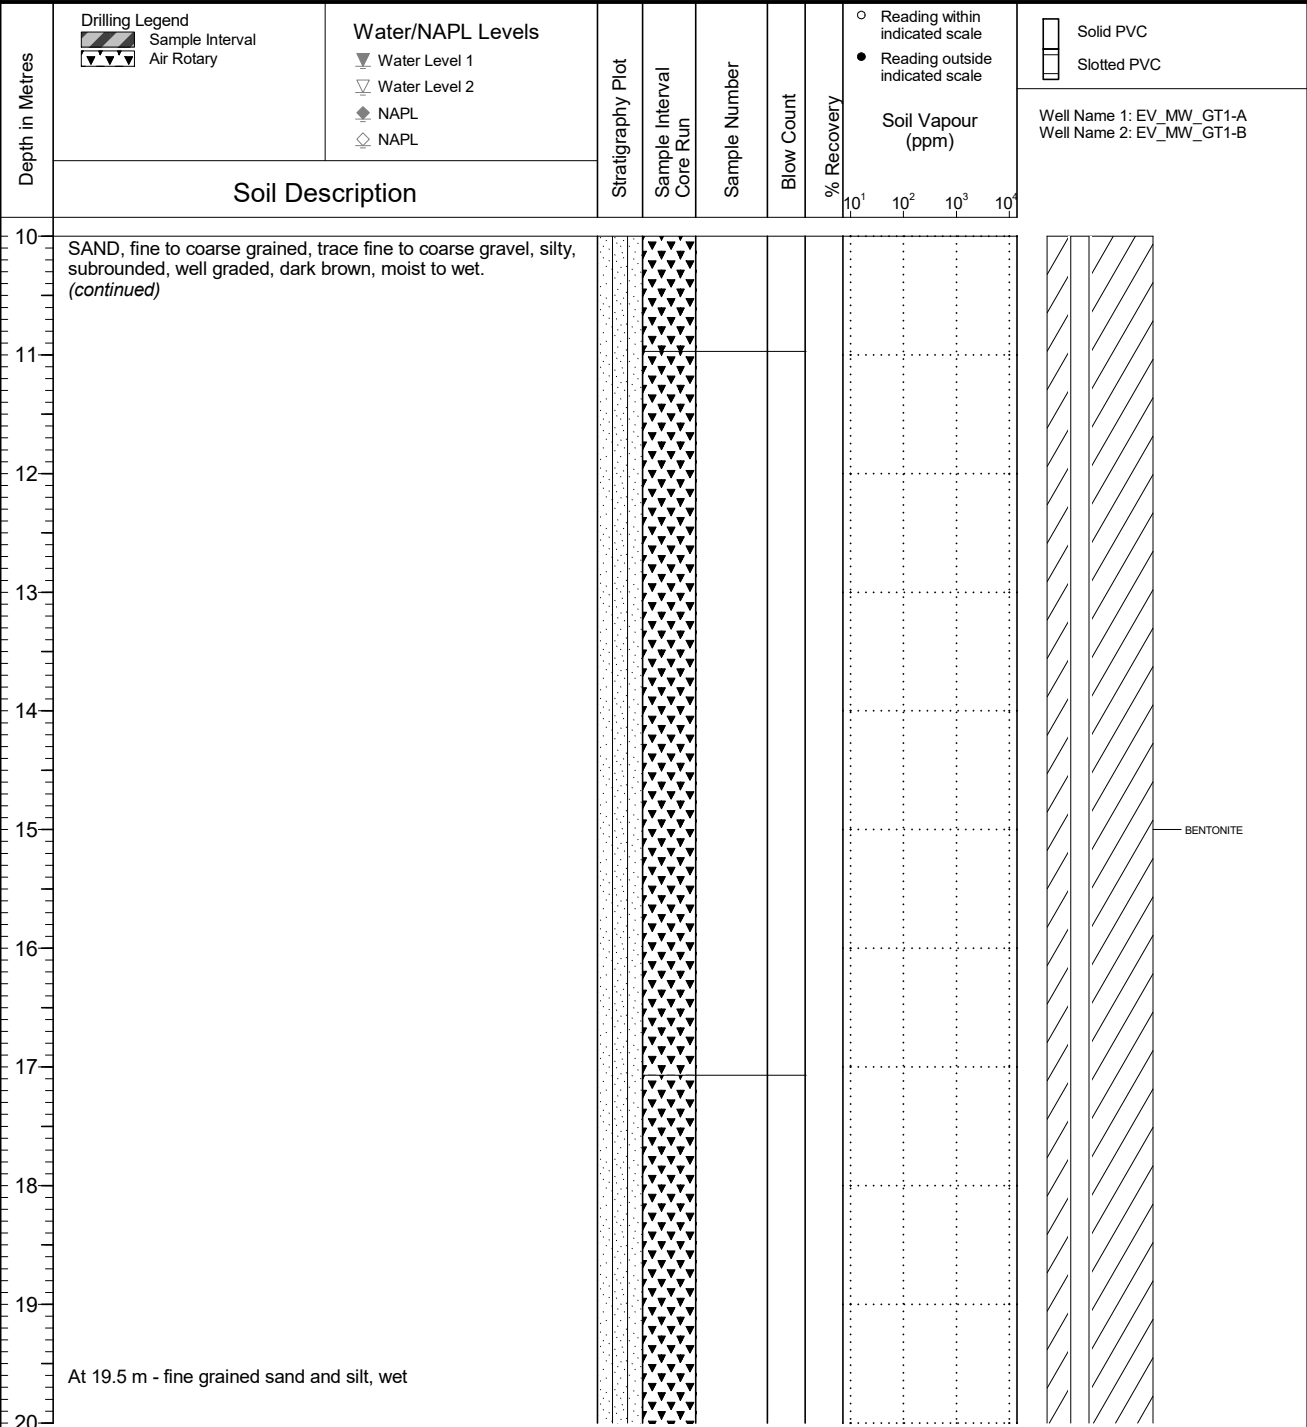 Depth in Metres
Drilling Legend
Sample Interval
Air Rotary
Water/NAPL Levels
Water Level 1
Water Level 2
NAPL
NAPL
Soil Description
Stratigraphy Plot
Sample Interval
Core Run
Sample Number
Blow Count
% Recovery
Reading within
indicated scale
Reading outside
indicated scale
Soil Vapour
(ppm)
10¹ 10² 10³ 10⁴
Solid PVC
Slotted PVC
Well Name 1: EV_MW_GT1-A
Well Name 2: EV_MW_GT1-B
10
SAND, fine to coarse grained, trace fine to coarse gravel, silty,
subrounded, well graded, dark brown, moist to wet.
(continued)
11
12
13
14
15
BENTONITE
16
17
18
19
At 19.5 m - fine grained sand and silt, wet
20